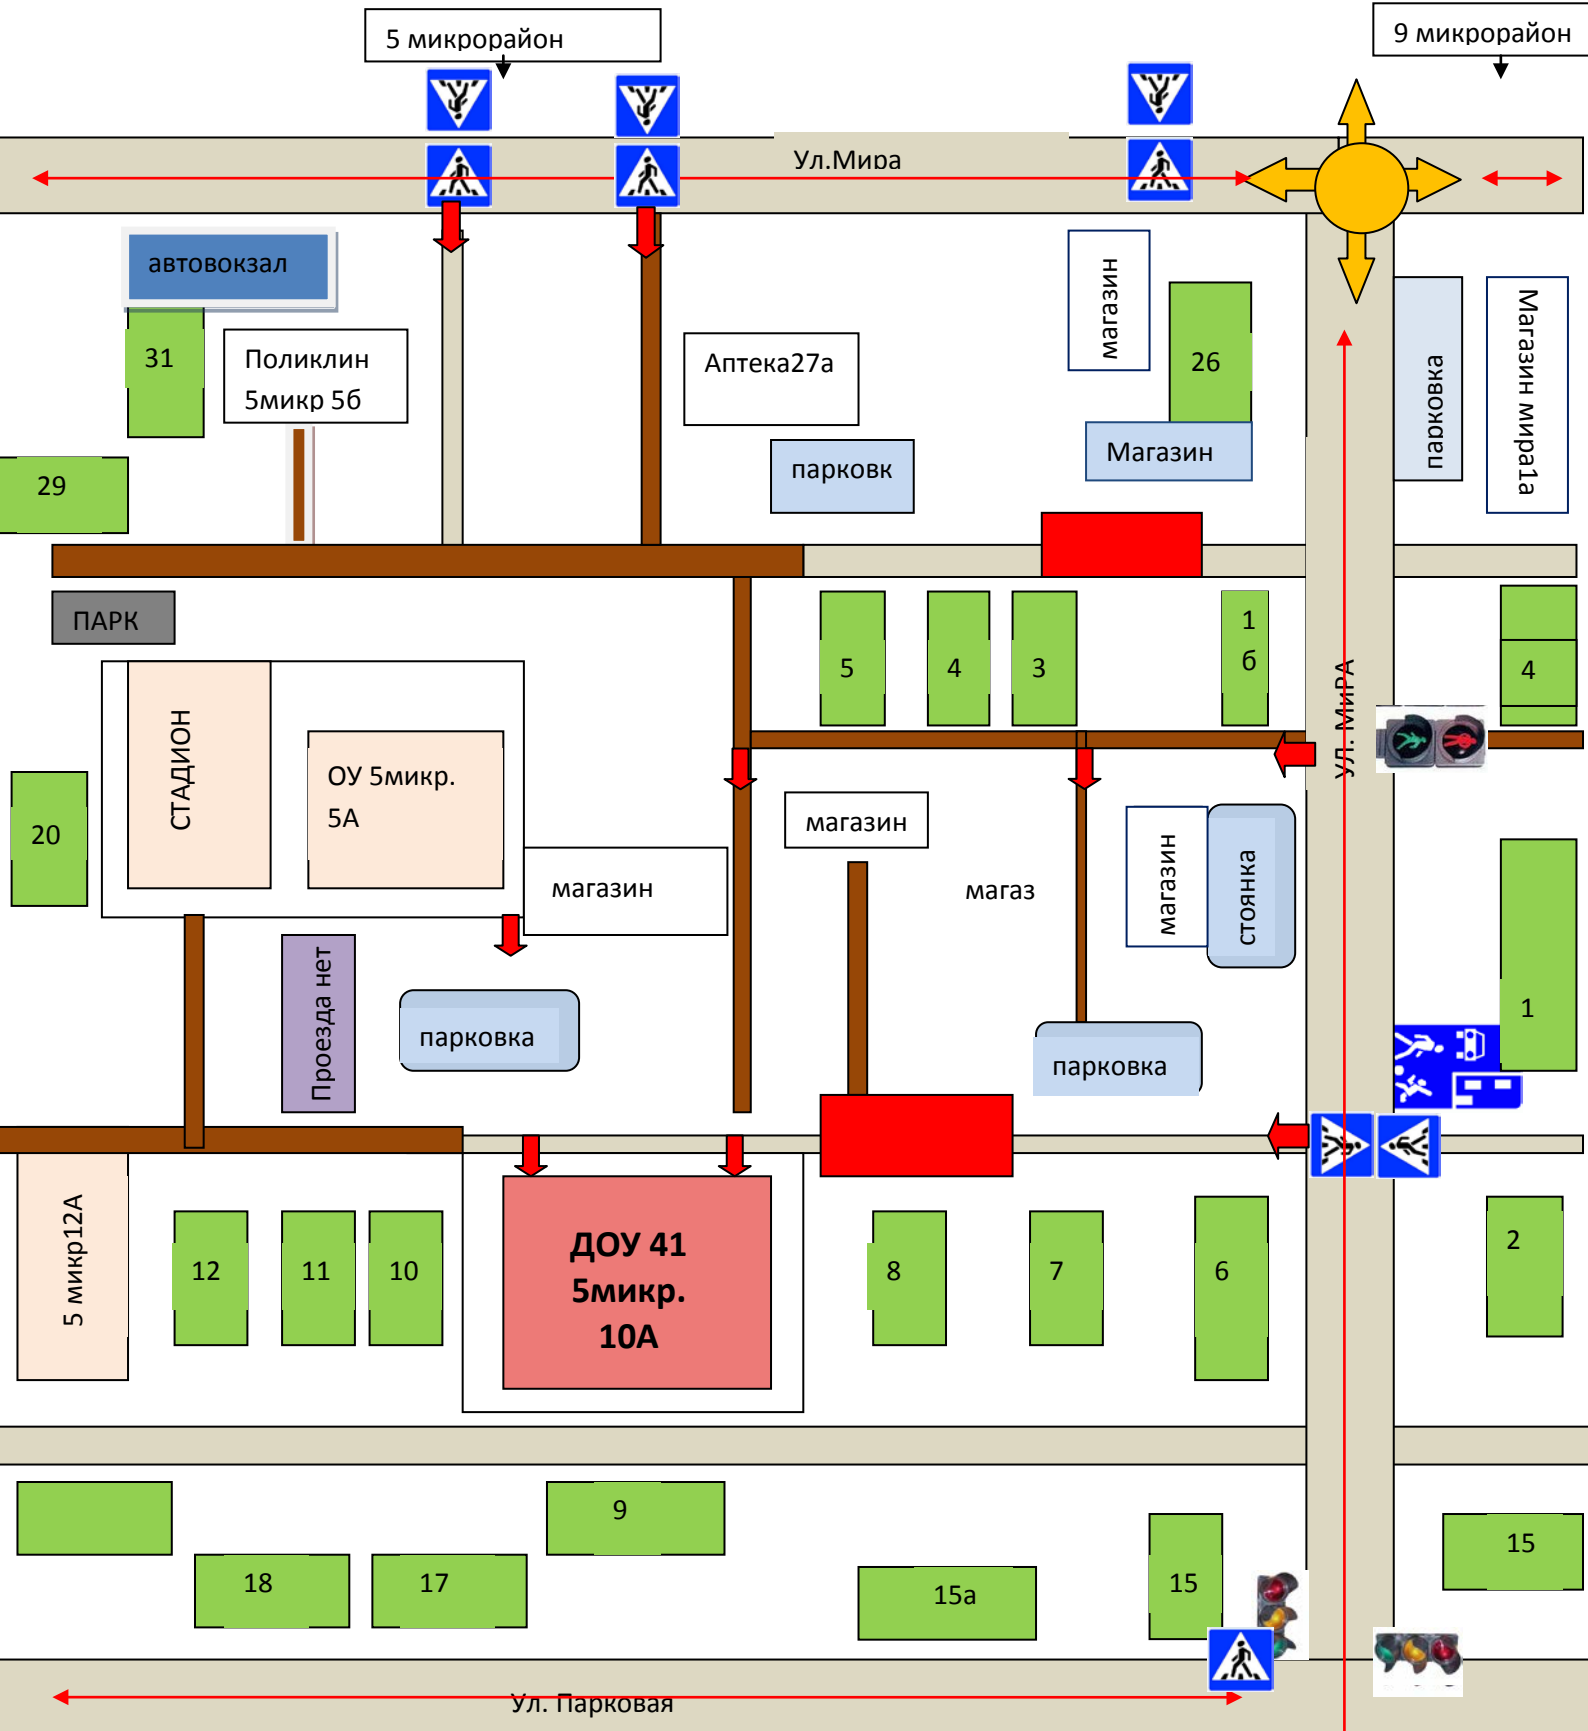 5 микрорайон
9 микрорайон
Ул.Мира
автовокзал
31
Поликлин
5микр 5б
Аптека27а
магазин
26
парковка
Магазин мира1а
29
парковк
Магазин
ПАРК
5
4
3
1
б
УЛ. МиРА
4
СТАДИОН
ОУ 5микр.
5А
20
магазин
магазин
магаз
магазин
стоянка
Проезда нет
парковка
парковка
1
5 микр12А
12
11
10
ДОУ 41
5микр.
10А
8
7
6
2
9
18
17
15а
15
15
Ул. Парковая